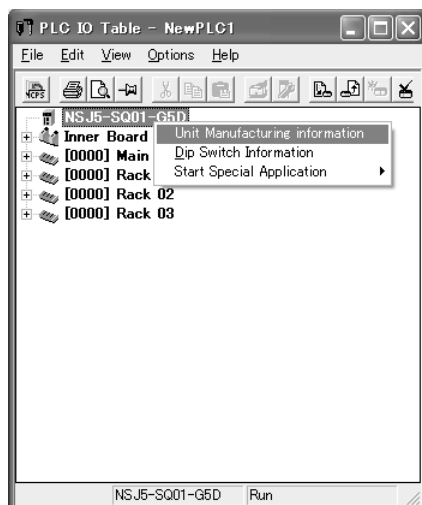 PLC IO Table - NewPLC1
File Edit View Options Help
NSJ5-SQ01-G5D
Inner Board
Unit Manufacturing information
[0000] Main
Dip Switch Information
[0000] Rack
Start Special Application
[0000] Rack 02
[0000] Rack 03
NSJ5-SQ01-G5D Run